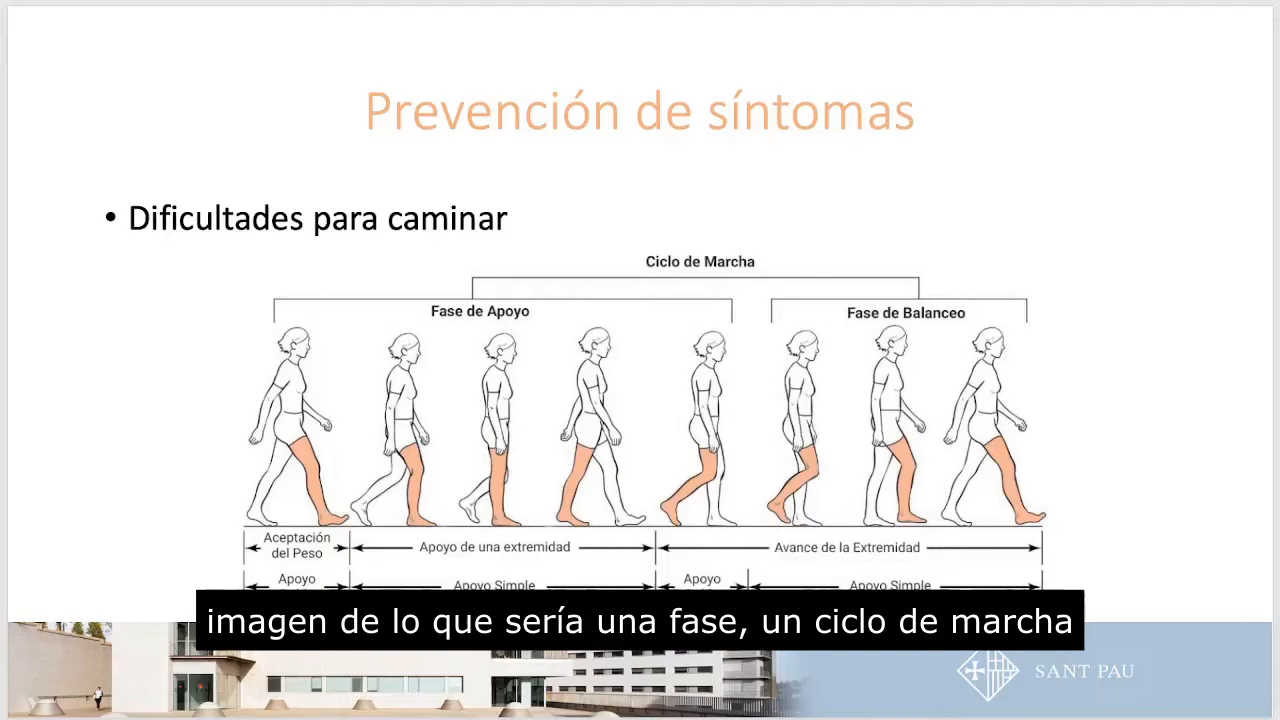 Prevención de síntomas
• Dificultades para caminar
Ciclo de Marcha
Fase de Apoyo
Fase de Balanceo
Aceptación
del Peso
Apoyo de una extremidad
Avance de la Extremidad
Apoyo
Apoyo Simple
Apoyo
Apoyo Simple
imagen de lo que sería una fase, un ciclo de marcha
SANT PAU